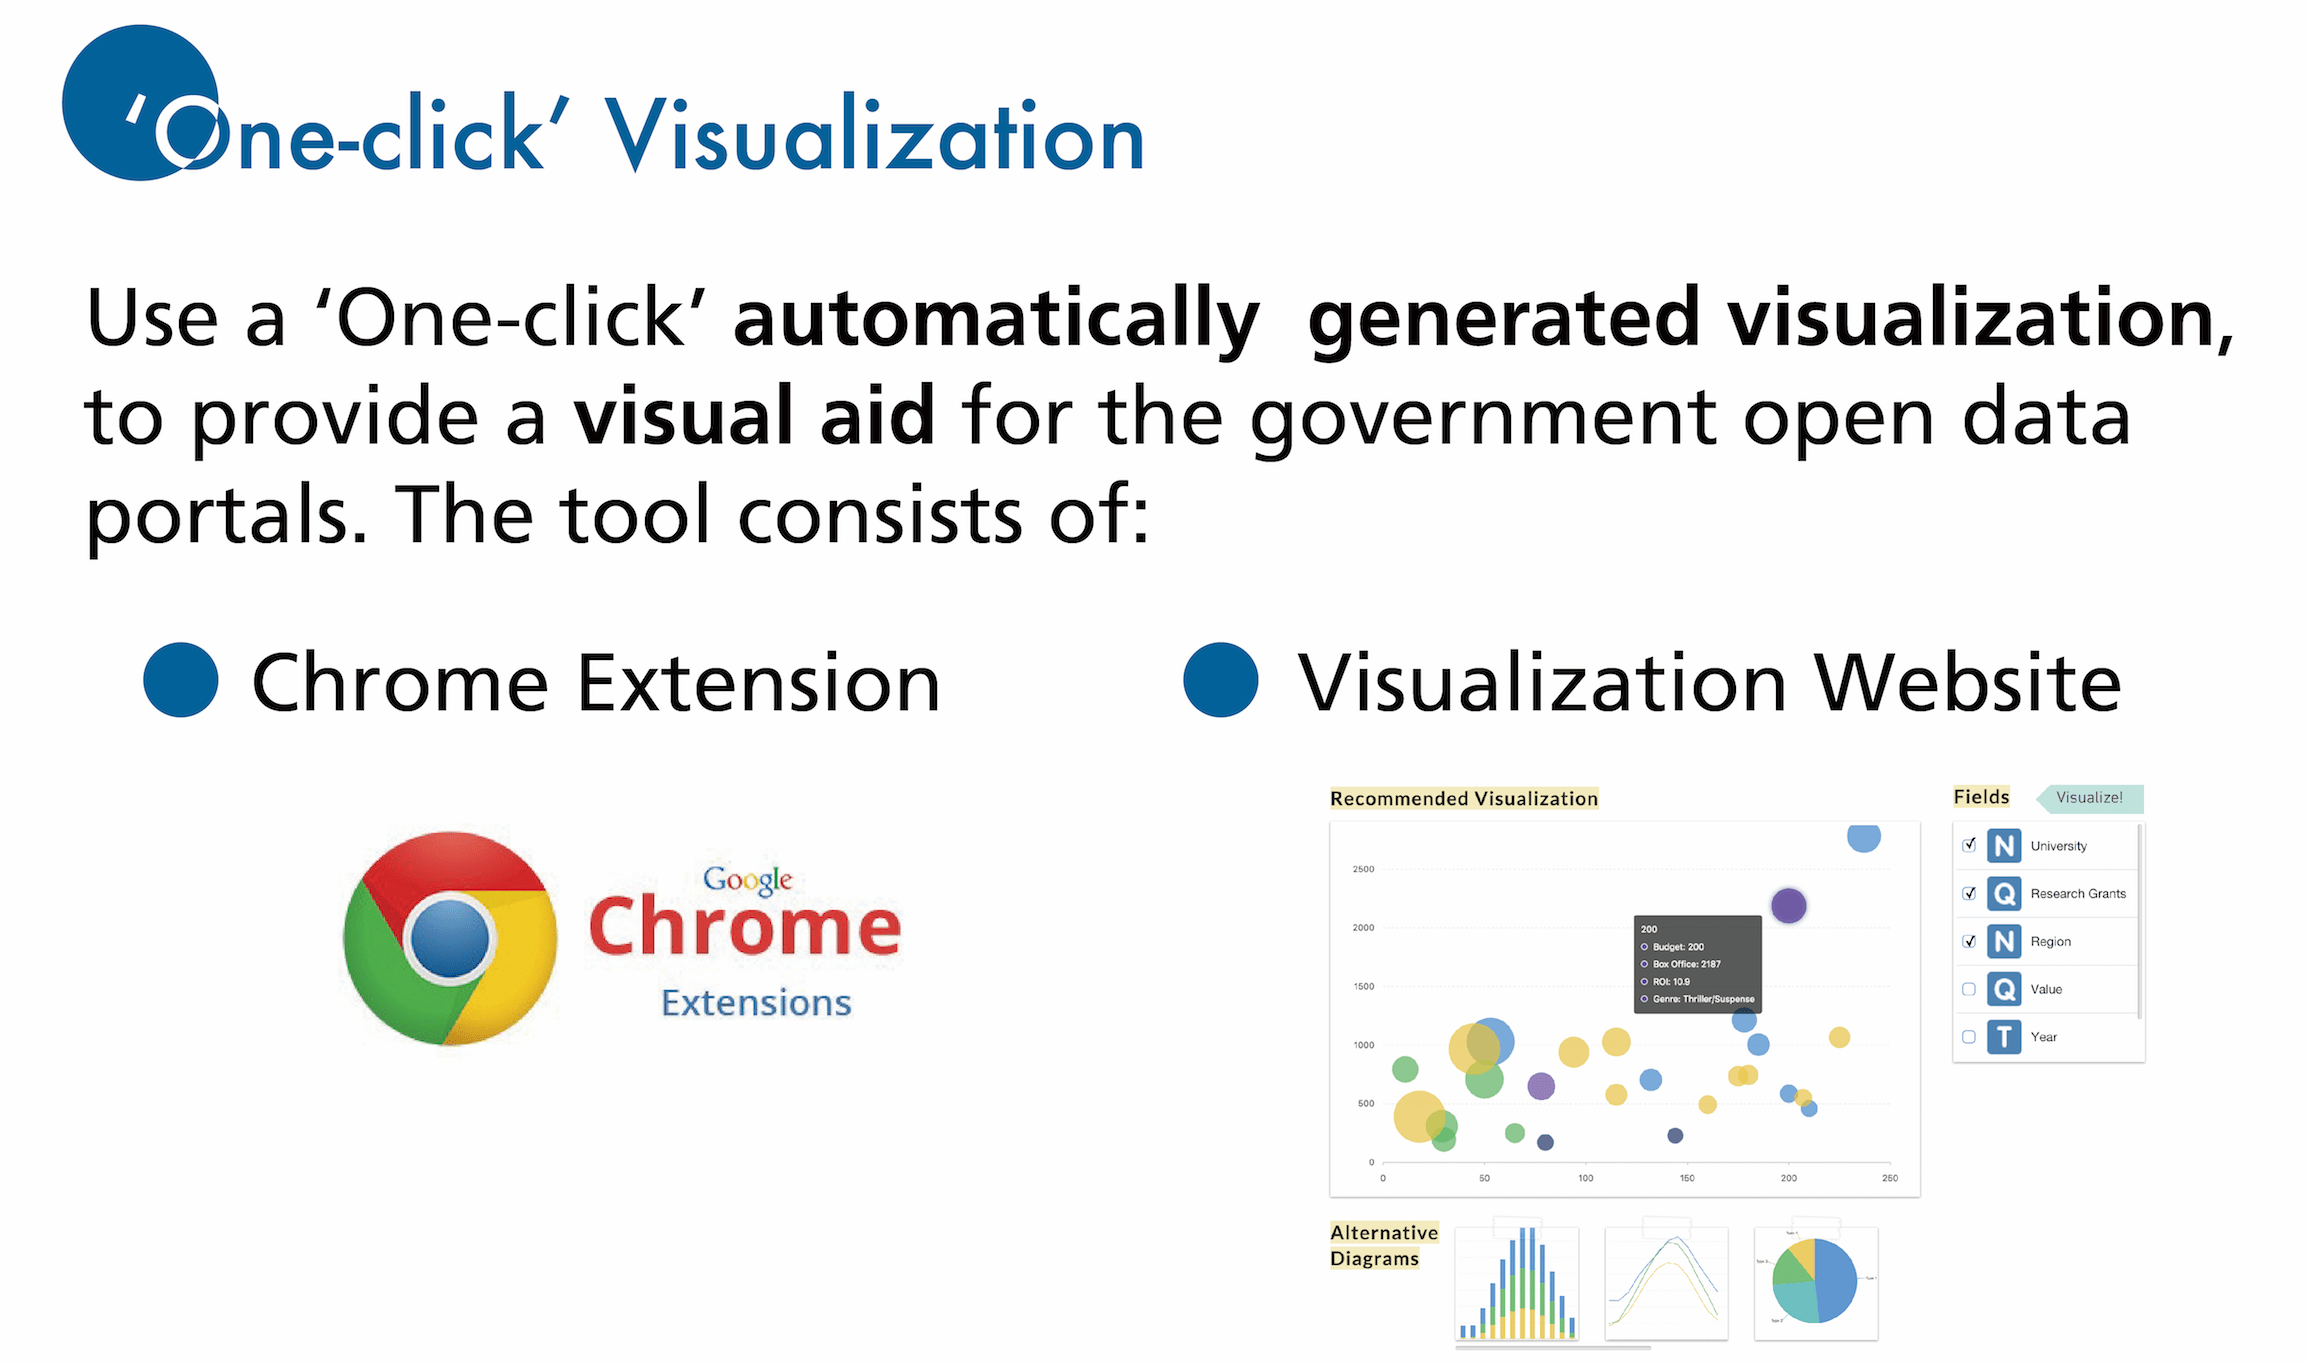 ‘One-click’ Visualization
Use a ‘One-click’ automatically generated visualization,
to provide a visual aid for the government open data
portals. The tool consists of:
Chrome Extension
Visualization Website
Google
Chrome
Extensions
Recommended Visualization
2500
2000
1500
1000
500
0
0 50 100 150 200 250
200
Budget: 200
Box Office: 2187
ROI: 10.9
Genre: Thriller/Suspense
Fields
Visualize!
N University
Q Research Grants
N Region
Q Value
T Year
Alternative
Diagrams